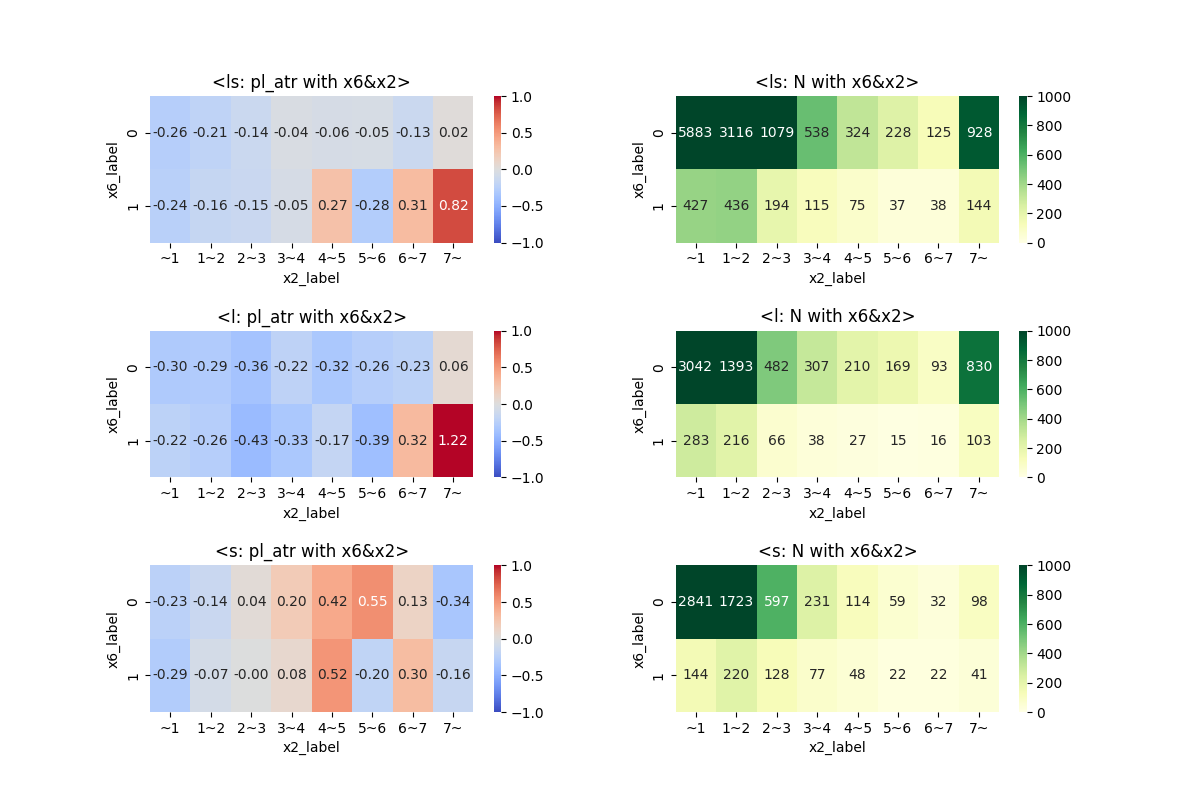 <ls: pl_atr with x6&x2>
x6_label
0 -0.26 -0.21 -0.14 -0.04 -0.06 -0.05 -0.13 0.02
1 -0.24 -0.16 -0.15 -0.05 0.27 -0.28 0.31 0.82
~1 1~2 2~3 3~4 4~5 5~6 6~7 7~
x2_label
1.0
0.5
0.0
−0.5
−1.0
<ls: N with x6&x2>
x6_label
0 5883 3116 1079 538 324 228 125 928
1 427 436 194 115 75 37 38 144
~1 1~2 2~3 3~4 4~5 5~6 6~7 7~
x2_label
1000
800
600
400
200
0
<l: pl_atr with x6&x2>
x6_label
0 -0.30 -0.29 -0.36 -0.22 -0.32 -0.26 -0.23 0.06
1 -0.22 -0.26 -0.43 -0.33 -0.17 -0.39 0.32 1.22
~1 1~2 2~3 3~4 4~5 5~6 6~7 7~
x2_label
1.0
0.5
0.0
−0.5
−1.0
<l: N with x6&x2>
x6_label
0 3042 1393 482 307 210 169 93 830
1 283 216 66 38 27 15 16 103
~1 1~2 2~3 3~4 4~5 5~6 6~7 7~
x2_label
1000
800
600
400
200
0
<s: pl_atr with x6&x2>
x6_label
0 -0.23 -0.14 0.04 0.20 0.42 0.55 0.13 -0.34
1 -0.29 -0.07 -0.00 0.08 0.52 -0.20 0.30 -0.16
~1 1~2 2~3 3~4 4~5 5~6 6~7 7~
x2_label
1.0
0.5
0.0
−0.5
−1.0
<s: N with x6&x2>
x6_label
0 2841 1723 597 231 114 59 32 98
1 144 220 128 77 48 22 22 41
~1 1~2 2~3 3~4 4~5 5~6 6~7 7~
x2_label
1000
800
600
400
200
0